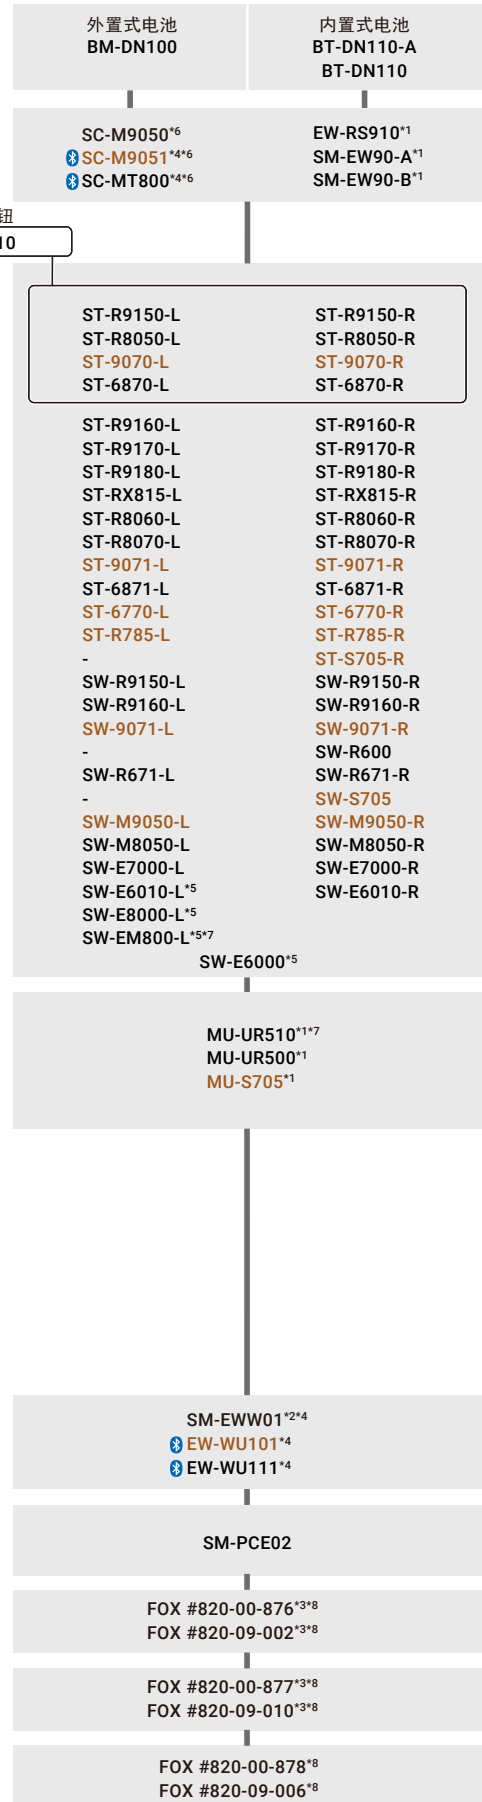 外置式电池 内置式电池
BM-DN100 BT-DN110-A
BT-DN110
SC-M9050*6 EW-RS910*1
SC-M9051*4*6 SM-EW90-A*1
SC-MT800*4*6 SM-EW90-B*1
钮
10
ST-R9150-L ST-R9150-R
ST-R8050-L ST-R8050-R
ST-9070-L ST-9070-R
ST-6870-L ST-6870-R
ST-R9160-L ST-R9160-R
ST-R9170-L ST-R9170-R
ST-R9180-L ST-R9180-R
ST-RX815-L ST-RX815-R
ST-R8060-L ST-R8060-R
ST-R8070-L ST-R8070-R
ST-9071-L ST-9071-R
ST-6871-L ST-6871-R
ST-6770-L ST-6770-R
ST-R785-L ST-R785-R
- ST-S705-R
SW-R9150-L SW-R9150-R
SW-R9160-L SW-R9160-R
SW-9071-L SW-9071-R
- SW-R600
SW-R671-L SW-R671-R
- SW-S705
SW-M9050-L SW-M9050-R
SW-M8050-L SW-M8050-R
SW-E7000-L SW-E7000-R
SW-E6010-L*5 SW-E6010-R
SW-E8000-L*5
SW-EM800-L*5*7
SW-E6000*5
MU-UR510*1*7
MU-UR500*1
MU-S705*1
SM-EWW01*2*4
EW-WU101*4
EW-WU111*4
SM-PCE02
FOX #820-00-876*3*8
FOX #820-09-002*3*8
FOX #820-00-877*3*8
FOX #820-09-010*3*8
FOX #820-00-878*8
FOX #820-09-006*8